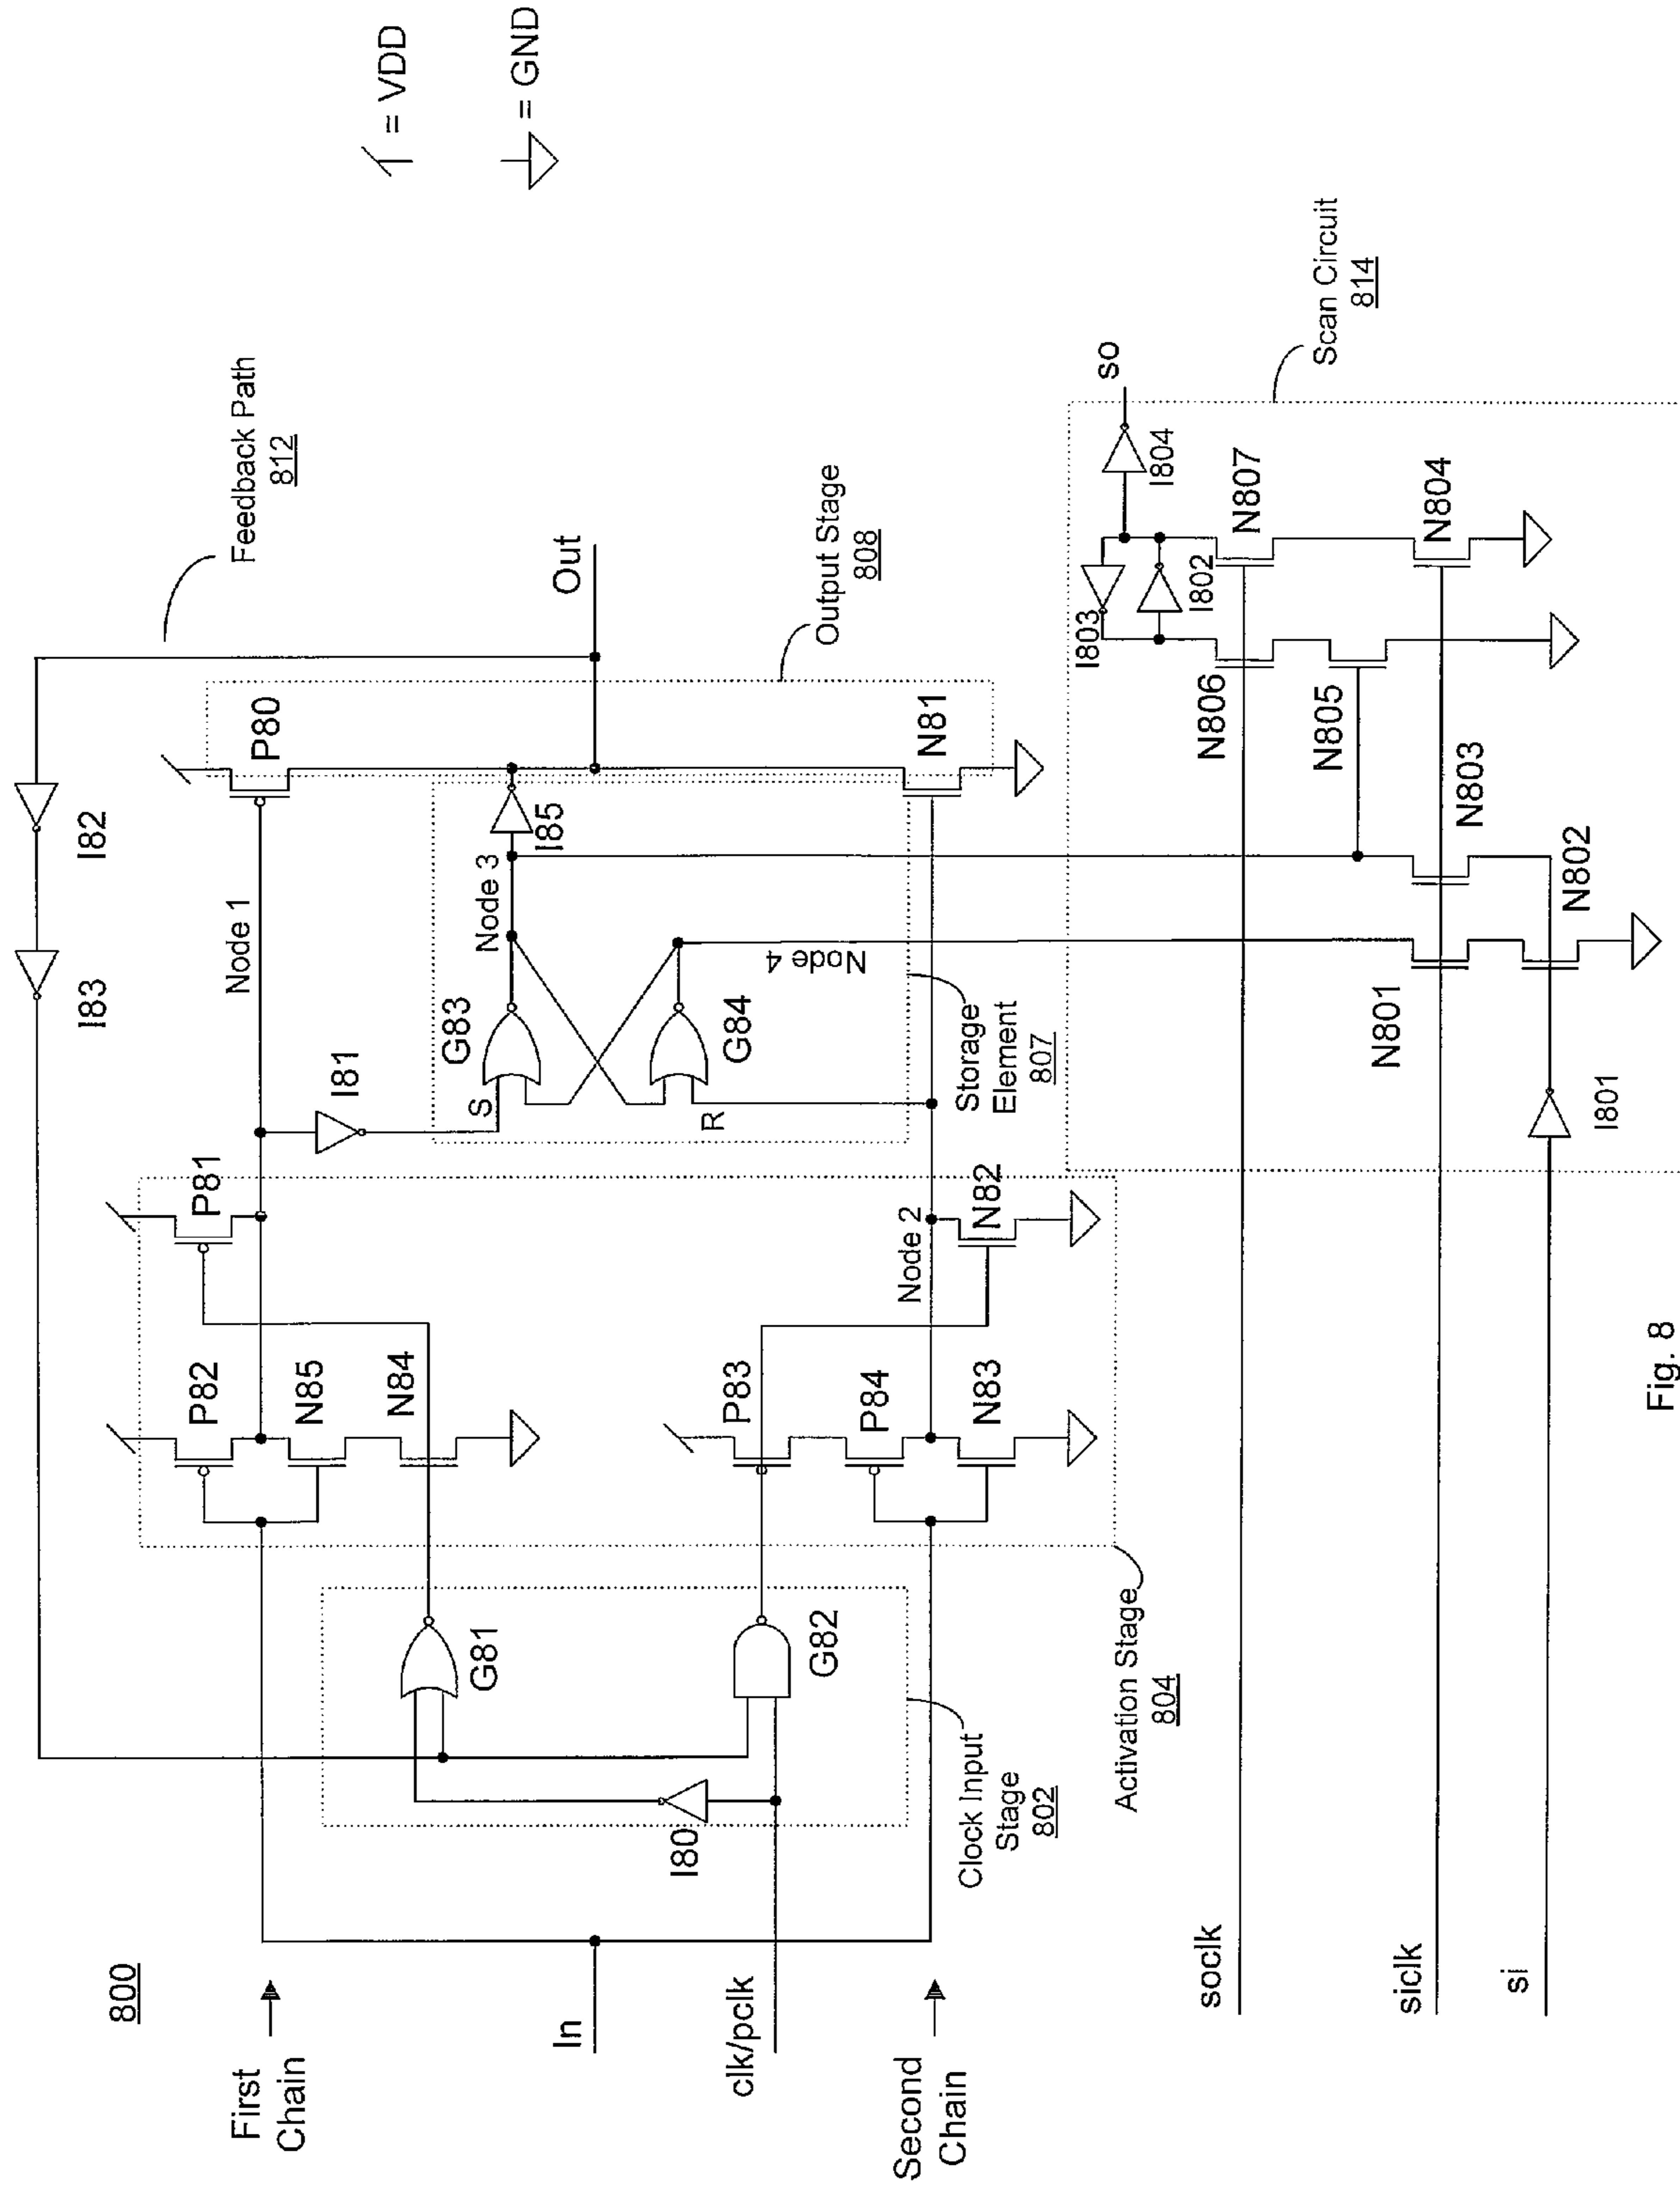 800
First
Chain
In
clk/pclk
Second
Chain
Feedback Path
812
/ = VDD
= GND
I82
I83
Node 1
P80
P81
P82
N85
N84
I81
G81
G82
I80
Clock Input
Stage
802
P83
P84
N83
N82
Node 2
Activation Stage
804
S
R
G83
G84
Node 3
Node 4
I85
Storage
Element
807
N81
Out
Output Stage
808
soclk
siclk
si
I801
N801
N802
N803
N804
N805
N806
N807
I802
I803
I804
so
Scan Circuit
814
Fig. 8